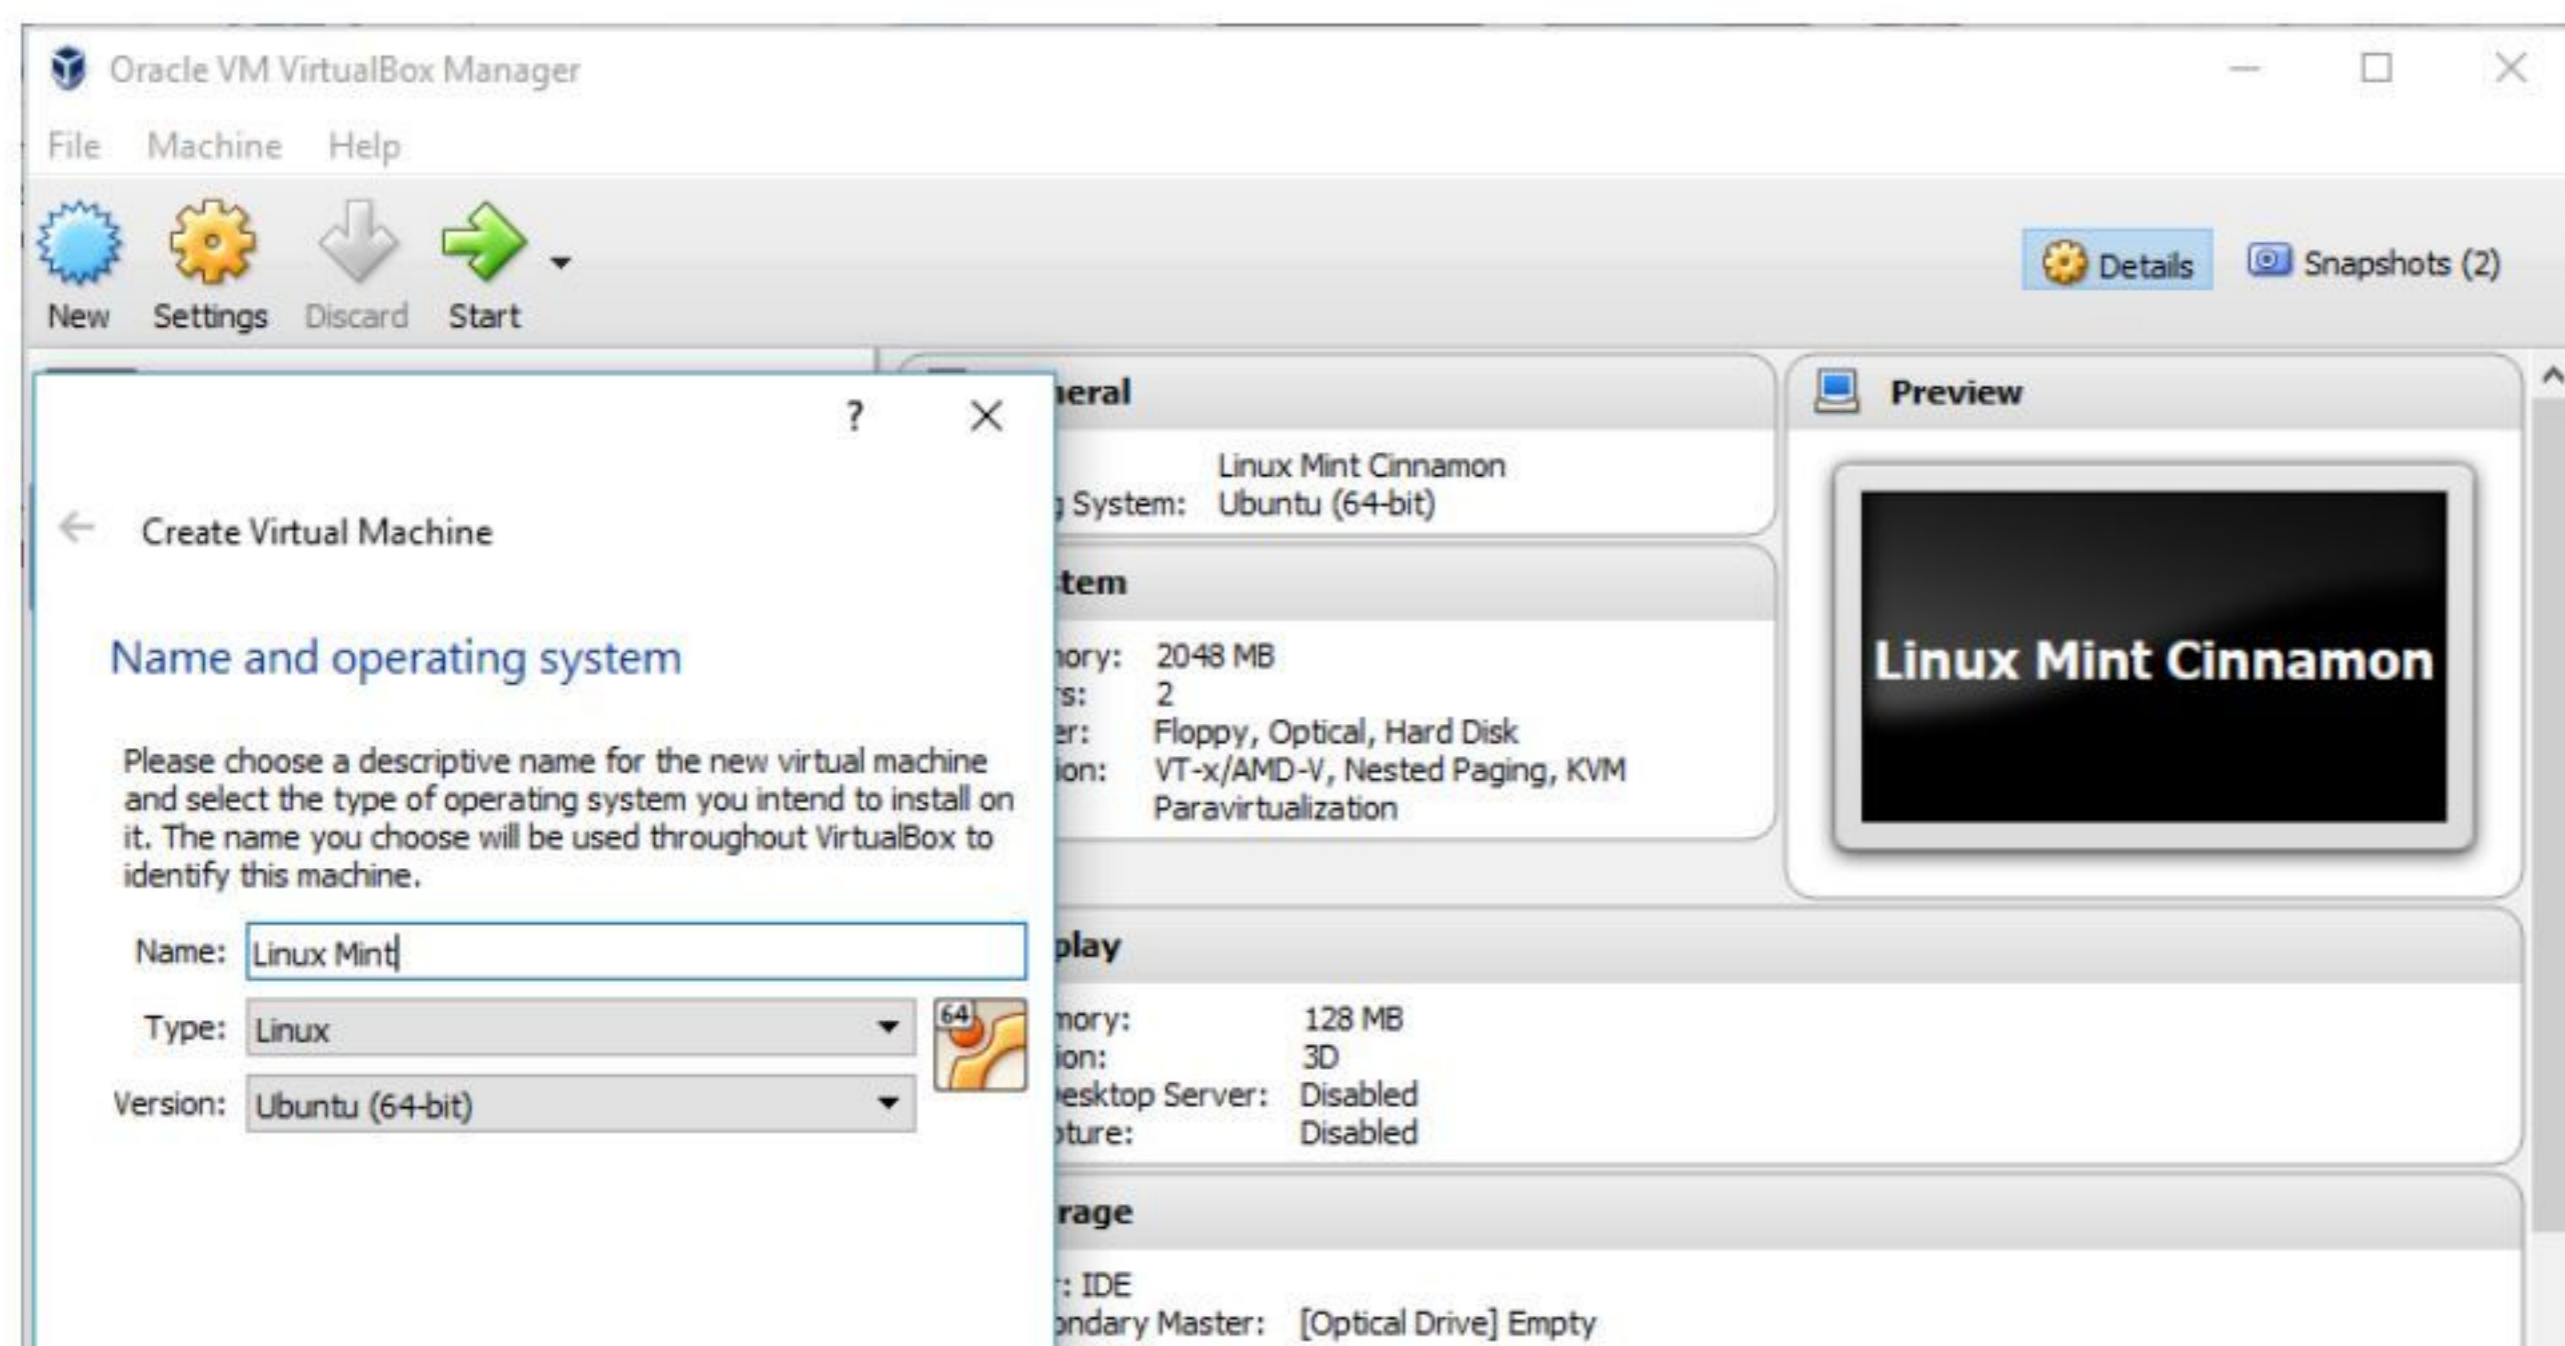 Oracle VM VirtualBox Manager
File Machine Help
New Settings Discard Start
Details Snapshots (2)
? 
Create Virtual Machine
Name and operating system
Please choose a descriptive name for the new virtual machine
and select the type of operating system you intend to install on
it. The name you choose will be used throughout VirtualBox to
identify this machine.
Name: Linux Mint
Type: Linux
64
Version: Ubuntu (64-bit)
neral
Linux Mint Cinnamon
System: Ubuntu (64-bit)
tem
ory: 2048 MB
s: 2
er: Floppy, Optical, Hard Disk
ion: VT-x/AMD-V, Nested Paging, KVM
Paravirtualization
Preview
Linux Mint Cinnamon
play
mory: 128 MB
ion: 3D
esktop Server: Disabled
pture: Disabled
rage
: IDE
ondary Master: [Optical Drive] Empty